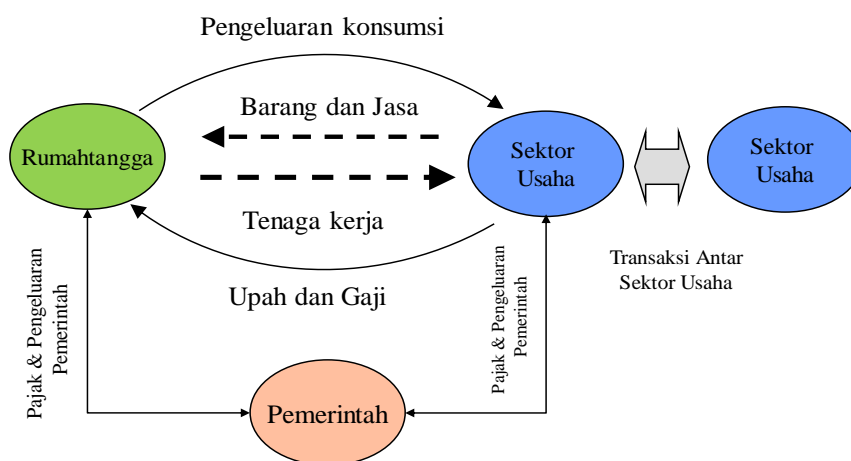 Pengeluaran konsumsi
Barang dan Jasa
Rumahtangga
Sektor
Usaha
Sektor
Usaha
Tenaga kerja
Upah dan Gaji
Transaksi Antar
Sektor Usaha
Pajak & Pengeluaran
Pemerintah
Pajak & Pengeluaran
Pemerintah
Pemerintah